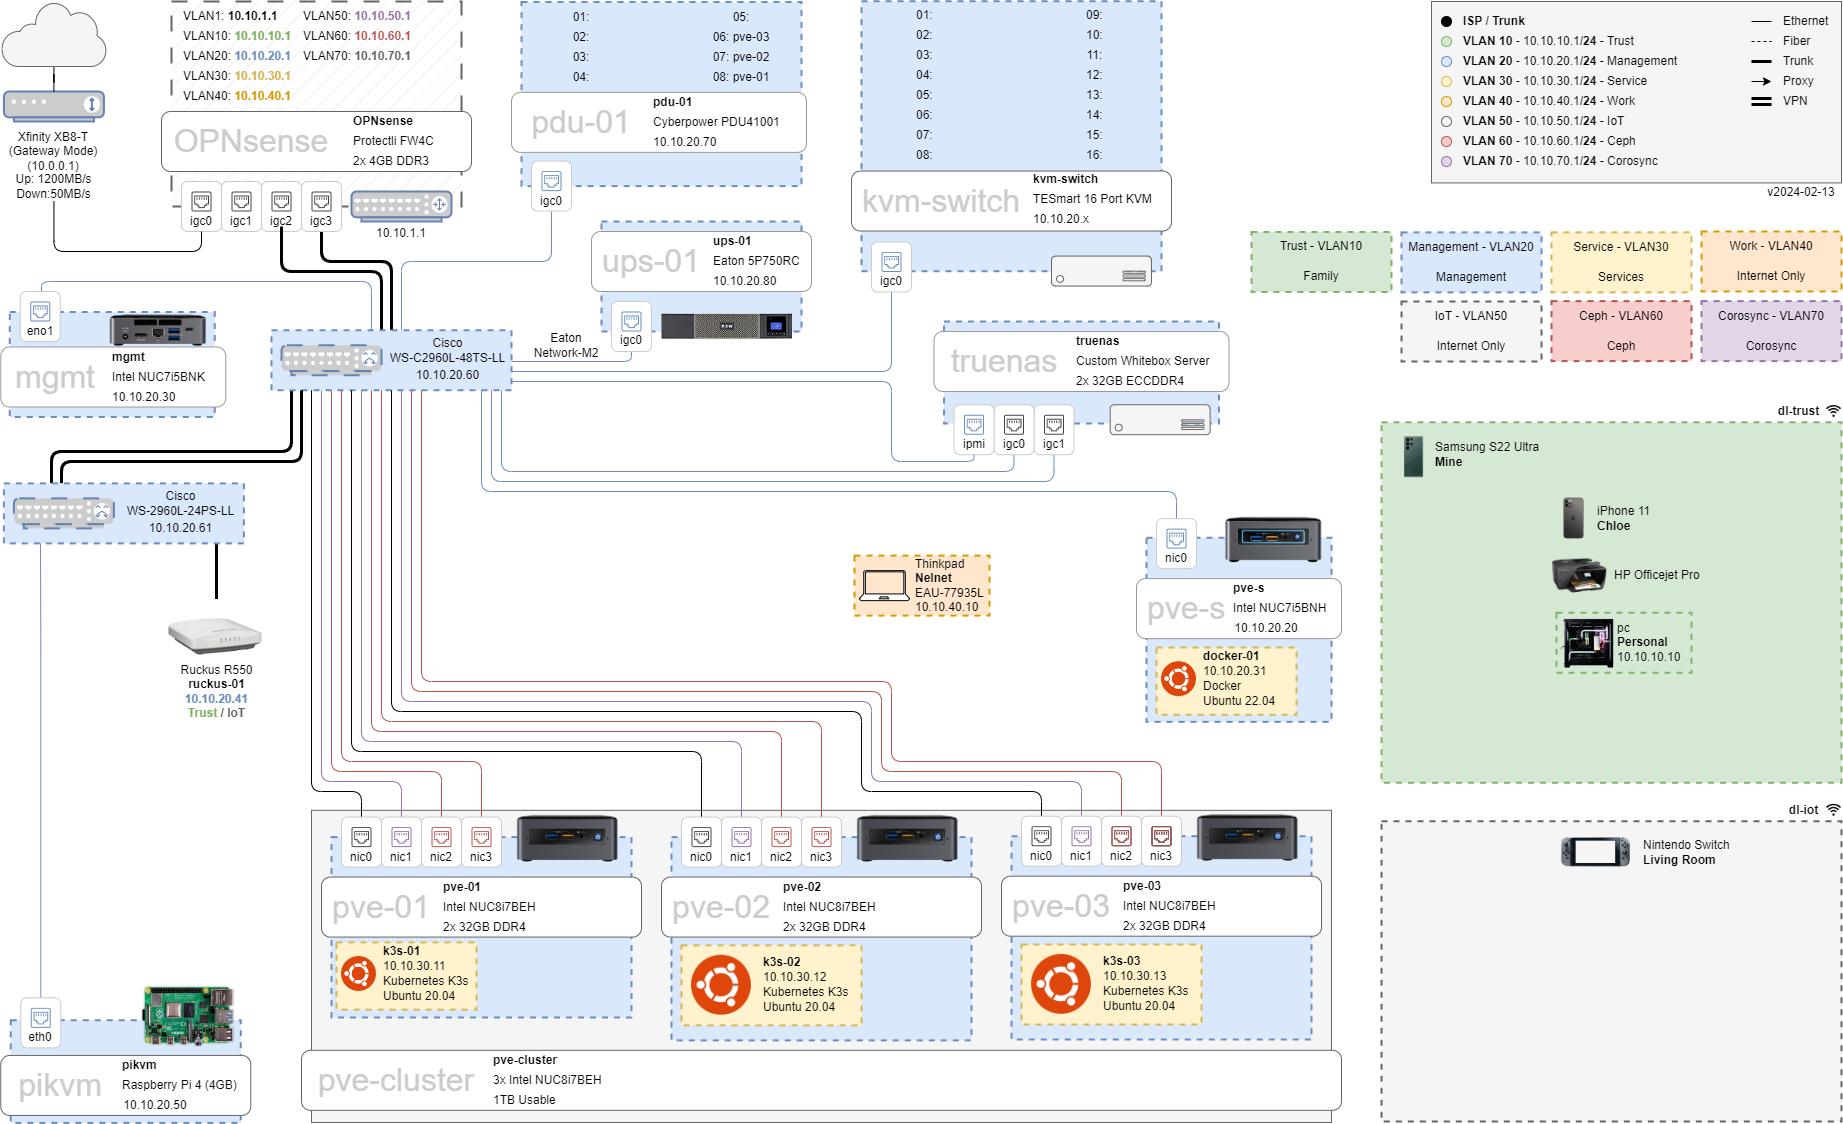 Xfinity XB8-T
(Gateway Mode)
(10.0.0.1)
Up: 1200MB/s
Down:50MB/s
VLAN1: 10.10.1.1
VLAN10: 10.10.10.1
VLAN20: 10.10.20.1
VLAN30: 10.10.30.1
VLAN40: 10.10.40.1
VLAN50: 10.10.50.1
VLAN60: 10.10.60.1
VLAN70: 10.10.70.1
OPNsense
OPNsense
Protectli FW4C
2x 4GB DDR3
igc0
igc1
igc2
igc3
10.10.1.1
01:
02:
03:
04:
05:
06: pve-03
07: pve-02
08: pve-01
pdu-01
pdu-01
Cyberpower PDU41001
10.10.20.70
igc0
ups-01
ups-01
Eaton 5P750RC
10.10.20.80
igc0
Eaton
Network-M2
01:
02:
03:
04:
05:
06:
07:
08:
09:
10:
11:
12:
13:
14:
15:
16:
kvm-switch
kvm-switch
TESmart 16 Port KVM
10.10.20.x
igc0
ISP / Trunk
VLAN 10 - 10.10.10.1/24 - Trust
VLAN 20 - 10.10.20.1/24 - Management
VLAN 30 - 10.10.30.1/24 - Service
VLAN 40 - 10.10.40.1/24 - Work
VLAN 50 - 10.10.50.1/24 - IoT
VLAN 60 - 10.10.60.1/24 - Ceph
VLAN 70 - 10.10.70.1/24 - Corosync
Ethernet
Fiber
Trunk
Proxy
VPN
v2024-02-13
Trust - VLAN10
Family
Management - VLAN20
Management
Service - VLAN30
Services
Work - VLAN40
Internet Only
IoT - VLAN50
Internet Only
Ceph - VLAN60
Ceph
Corosync - VLAN70
Corosync
eno1
mgmt
mgmt
Intel NUC7i5BNK
10.10.20.30
Cisco
WS-C2960L-48TS-LL
10.10.20.60
truenas
truenas
Custom Whitebox Server
2x 32GB ECCDDR4
ipmi
igc0
igc1
Cisco
WS-2960L-24PS-LL
10.10.20.61
Ruckus R550
ruckus-01
10.10.20.41
Trust / IoT
Thinkpad
Nelnet
EAU-77935L
10.10.40.10
nic0
pve-s
pve-s
Intel NUC7i5BNH
10.10.20.20
docker-01
10.10.20.31
Docker
Ubuntu 22.04
dl-trust
Samsung S22 Ultra
Mine
iPhone 11
Chloe
HP Officejet Pro
pc
Personal
10.10.10.10
dl-iot
Nintendo Switch
Living Room
nic0
nic1
nic2
nic3
pve-01
pve-01
Intel NUC8i7BEH
2x 32GB DDR4
k3s-01
10.10.30.11
Kubernetes K3s
Ubuntu 20.04
nic0
nic1
nic2
nic3
pve-02
pve-02
Intel NUC8i7BEH
2x 32GB DDR4
k3s-02
10.10.30.12
Kubernetes K3s
Ubuntu 20.04
nic0
nic1
nic2
nic3
pve-03
pve-03
Intel NUC8i7BEH
2x 32GB DDR4
k3s-03
10.10.30.13
Kubernetes K3s
Ubuntu 20.04
pve-cluster
pve-cluster
3x Intel NUC8i7BEH
1TB Usable
eth0
pikvm
pikvm
Raspberry Pi 4 (4GB)
10.10.20.50